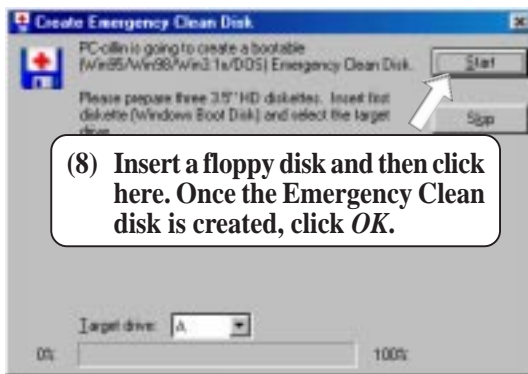 Create Emergency Clean Disk
PC-cillin is going to create a bootable
(Win95/Win98/Win3.1x/DOS) Emergency Clean Disk.
Start
Please prepare three 3.5" HD diskettes. Insert first
diskette (Windows Boot Disk) and select the target
drive.
Stop
(8) Insert a floppy disk and then click
here. Once the Emergency Clean
disk is created, click OK.
Target drive: A
0% 100%